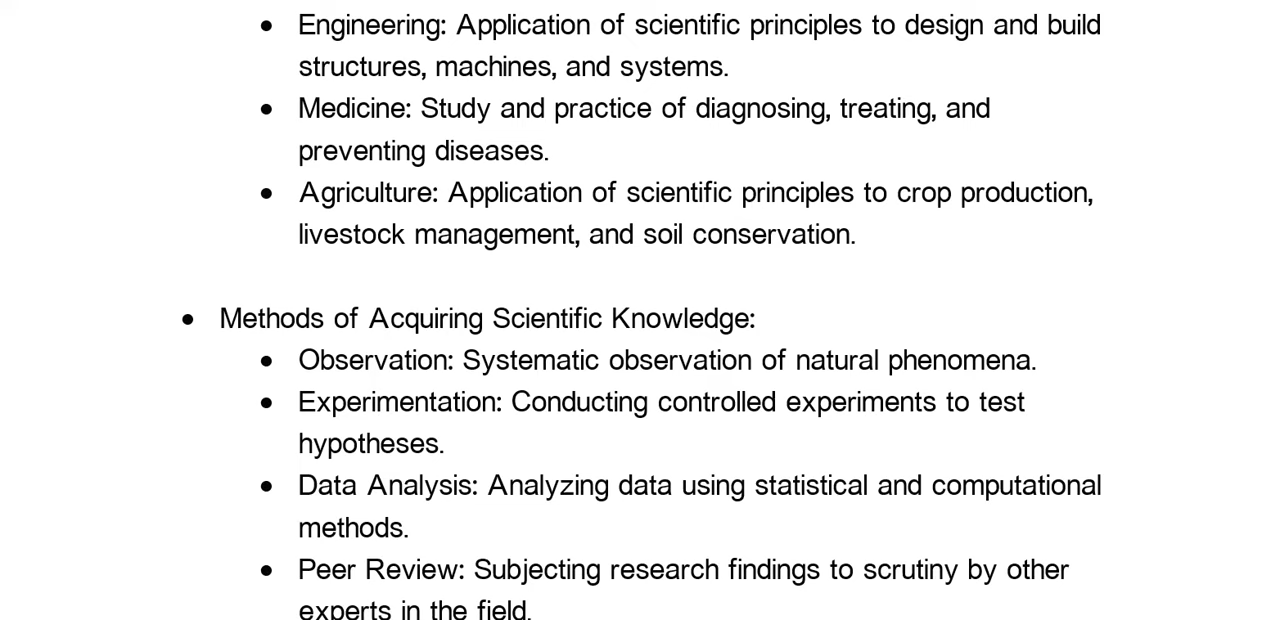 • Engineering: Application of scientific principles to design and build
structures, machines, and systems.
• Medicine: Study and practice of diagnosing, treating, and
preventing diseases.
• Agriculture: Application of scientific principles to crop production,
livestock management, and soil conservation.
• Methods of Acquiring Scientific Knowledge:
• Observation: Systematic observation of natural phenomena.
• Experimentation: Conducting controlled experiments to test
hypotheses.
• Data Analysis: Analyzing data using statistical and computational
methods.
• Peer Review: Subjecting research findings to scrutiny by other
experts in the field.